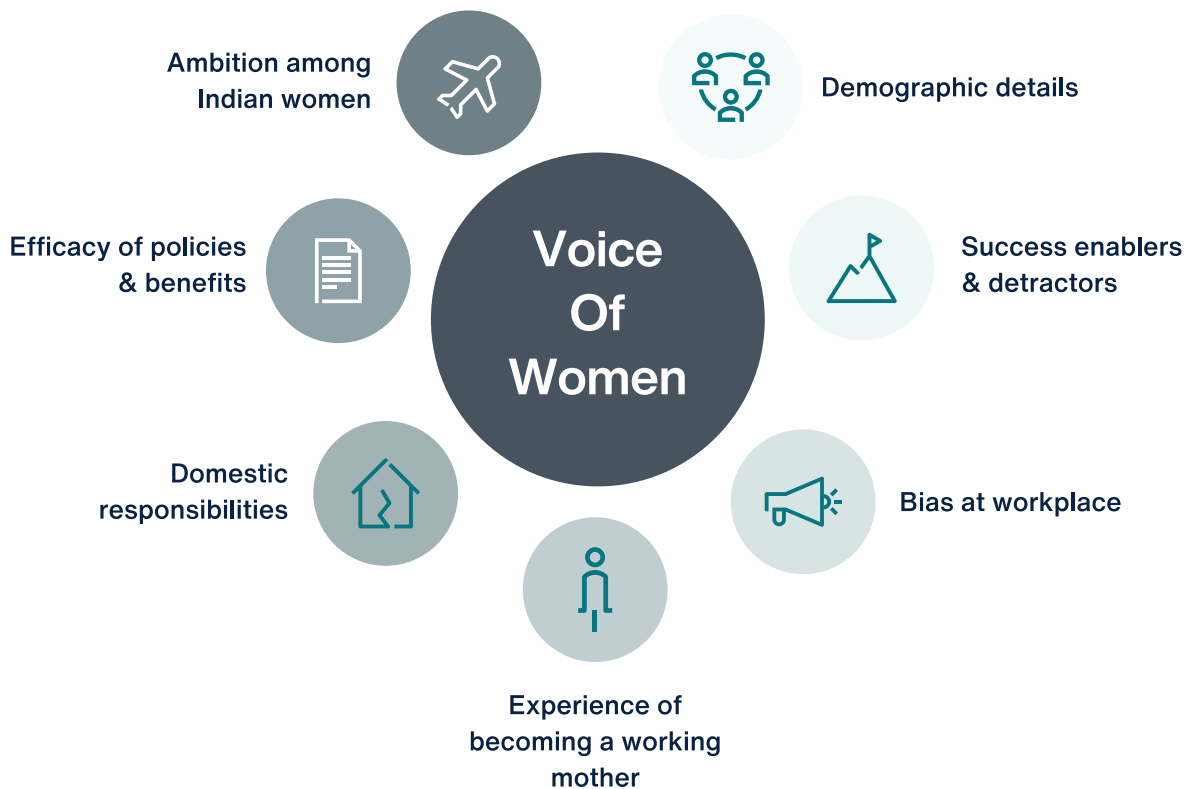 Ambition among
Indian women
Demographic details
Efficacy of policies
& benefits
Voice
Of
Women
Success enablers
& detractors
Domestic
responsibilities
Bias at workplace
Experience of
becoming a working
mother